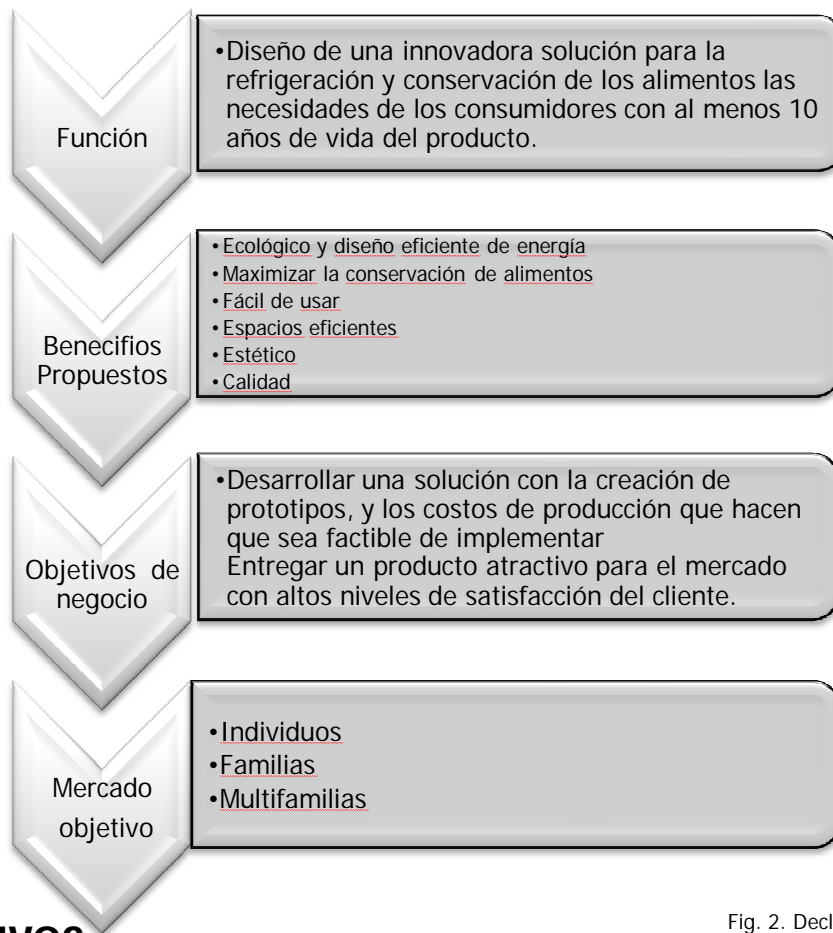 Función
•Diseño de una innovadora solución para la
refrigeración y conservación de los alimentos las
necesidades de los consumidores con al menos 10
años de vida del producto.
Benecifios
Propuestos
•Ecológico y diseño eficiente de energía
•Maximizar la conservación de alimentos
•Fácil de usar
•Espacios eficientes
•Estético
•Calidad
Objetivos de
negocio
•Desarrollar una solución con la creación de
prototipos, y los costos de producción que hacen
que sea factible de implementar
Entregar un producto atractivo para el mercado
con altos niveles de satisfacción del cliente.
Mercado
objetivo
•Individuos
•Familias
•Multifamilias
Fig. 2. Decl